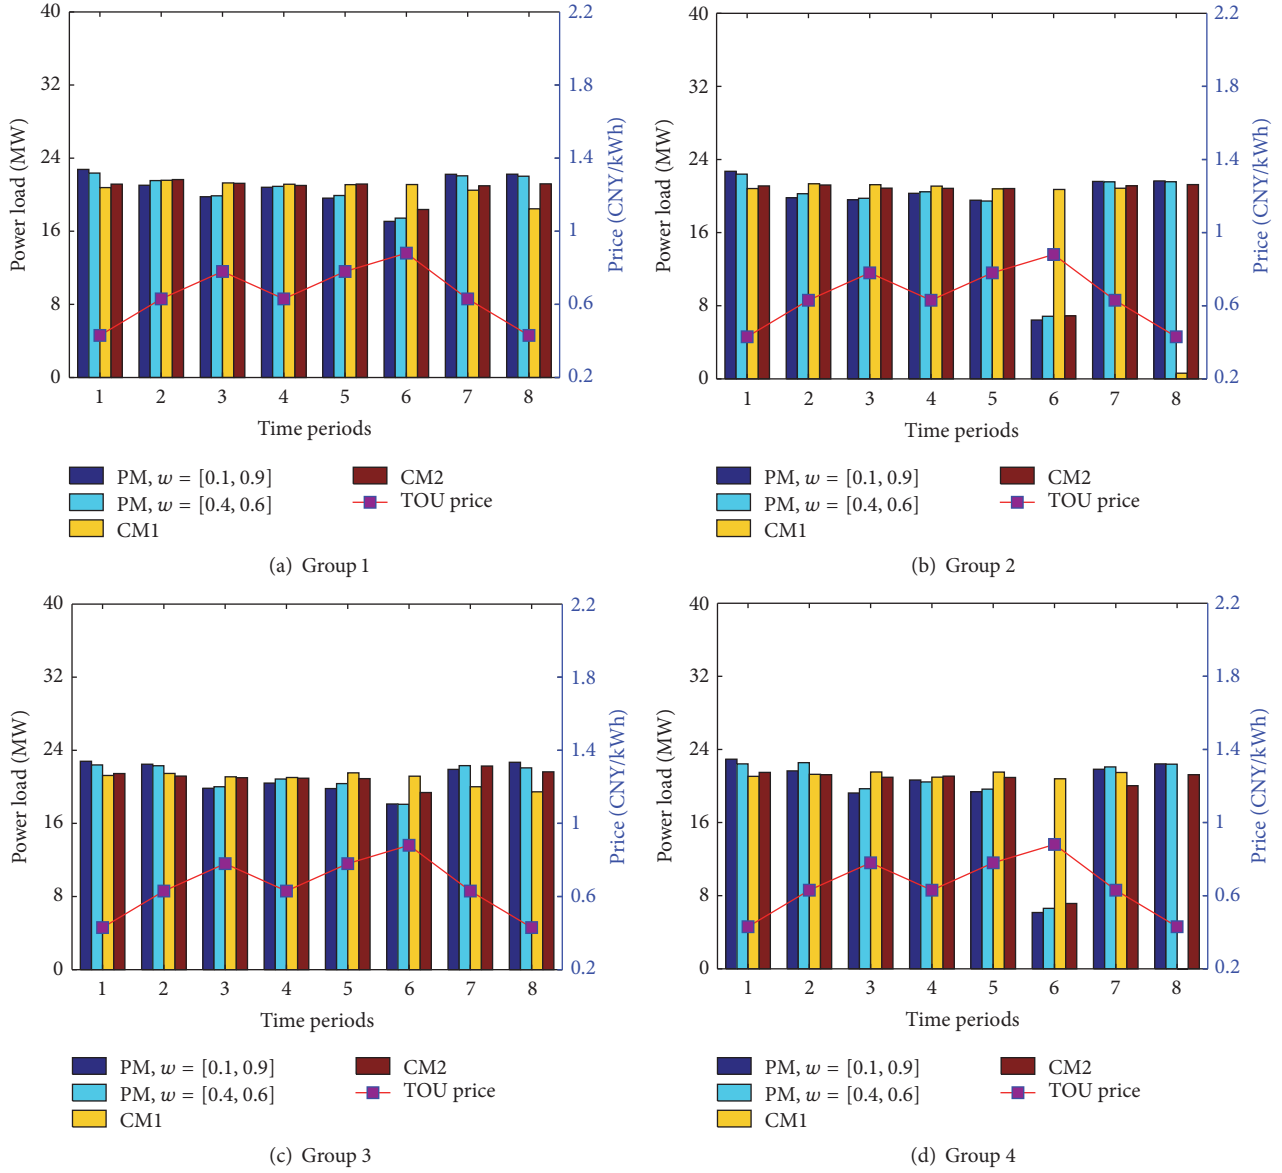 40
32
24
16
8
0
Power load (MW)
2.2
1.8
1.4
1
0.6
0.2
Price (CNY/kWh)
1 2 3 4 5 6 7 8
Time periods
PM, w = [0.1, 0.9]
PM, w = [0.4, 0.6]
CM1
CM2
TOU price
(a) Group 1
40
32
24
16
8
0
Power load (MW)
2.2
1.8
1.4
1
0.6
0.2
Price (CNY/kWh)
1 2 3 4 5 6 7 8
Time periods
PM, w = [0.1, 0.9]
PM, w = [0.4, 0.6]
CM1
CM2
TOU price
(b) Group 2
40
32
24
16
8
0
Power load (MW)
2.2
1.8
1.4
1
0.6
0.2
Price (CNY/kWh)
1 2 3 4 5 6 7 8
Time periods
PM, w = [0.1, 0.9]
PM, w = [0.4, 0.6]
CM1
CM2
TOU price
(c) Group 3
40
32
24
16
8
0
Power load (MW)
2.2
1.8
1.4
1
0.6
0.2
Price (CNY/kWh)
1 2 3 4 5 6 7 8
Time periods
PM, w = [0.1, 0.9]
PM, w = [0.4, 0.6]
CM1
CM2
TOU price
(d) Group 4